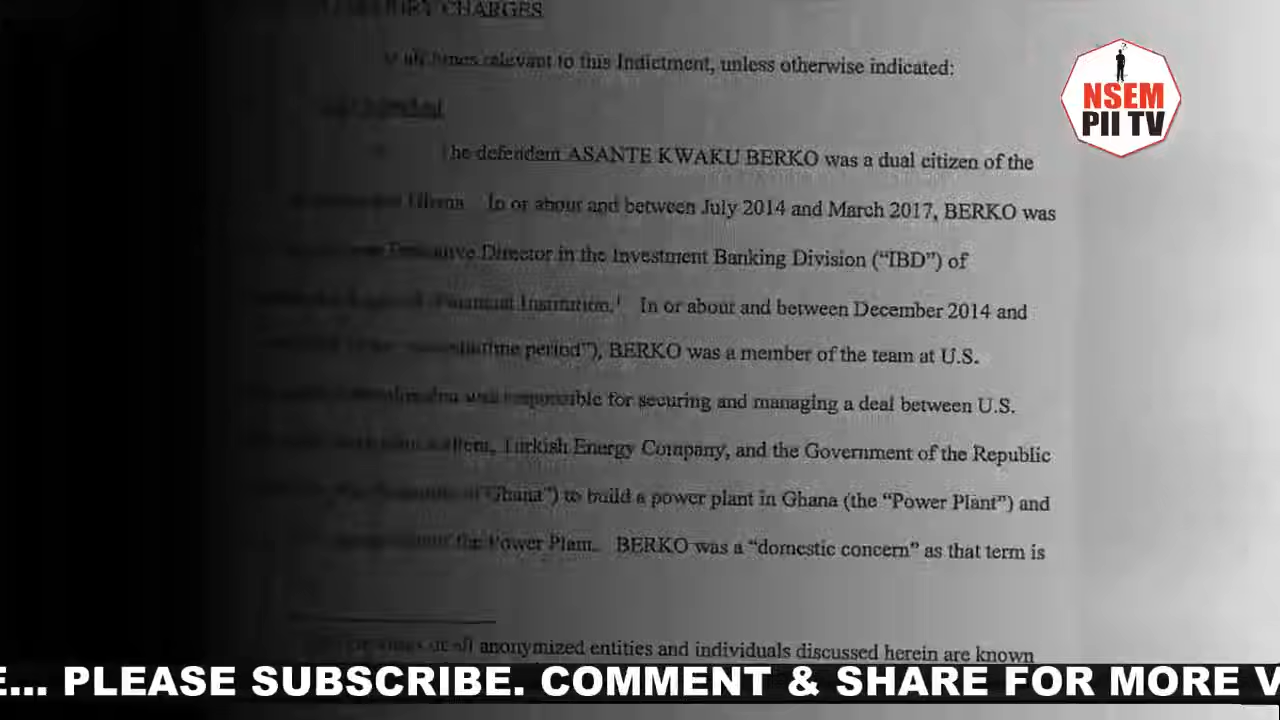 CHARGES
relevant to this Indictment, unless otherwise indicated:
NSEM
PII TV
The defendant ASANTE KWAKU BERKO was a dual citizen of the
Ghana. In or about and between July 2014 and March 2017, BERKO was
Director in the Investment Banking Division (“IBD”) of
Financial Institution.¹ In or about and between December 2014 and
period”), BERKO was a member of the team at U.S.
was responsible for securing and managing a deal between U.S.
Turkish Energy Company, and the Government of the Republic
Ghana”) to build a power plant in Ghana (the “Power Plant”) and
the Power Plant. BERKO was a “domestic concern” as that term is
all anonymized entities and individuals discussed herein are known
E... PLEASE SUBSCRIBE. COMMENT & SHARE FOR MORE V